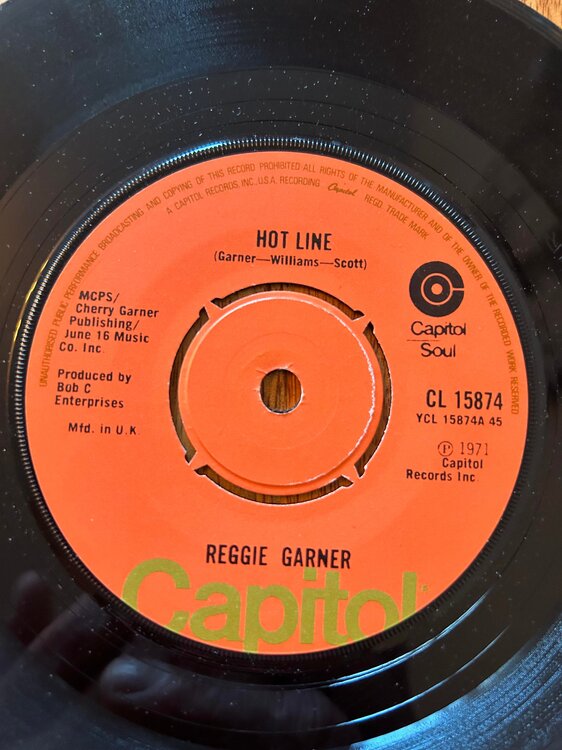 UNAUTHORISED PUBLIC PERFORMANCE BROADCASTING AND COPYING OF THIS RECORD PROHIBITED·ALL RIGHTS OF THE MANUFACTURER AND OF THE OWNER OF THE RECORDED WORK RESERVED
A CAPITOL RECORDS, INC., U.S.A. RECORDING Capitol REGD. TRADE MARK
HOT LINE
(Garner—Williams—Scott)
MCPS/
Cherry Garner
Publishing/
June 16 Music
Co. Inc.
Produced by
Bob C
Enterprises
Mfd. in U.K.
Capitol
Soul
CL 15874
YCL 15874A 45
Ⓟ 1971
Capitol
Records Inc.
REGGIE GARNER
Capitol